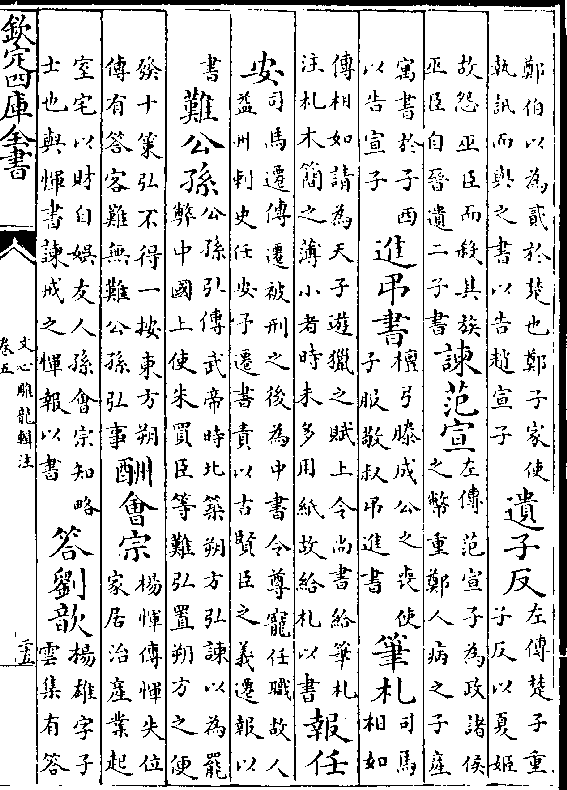 鄭伯以為貳於楚也鄭子家使
執訊而與之書以告趙宣子
遺子反
左傳楚子重
子反以夏姬
故怨巫臣而殺其族
巫臣自晉遺二子書
諫范宣
左傳范宣子為政諸侯
之幣重鄭人病之子産
寓書於子西
以告宣子
進吊書
檀弓滕成公之喪使
子服敬叔吊進書
筆札
司馬
相如
傳相如請為天子遊獵之賦上令尚書給筆札
注札木簡之薄小者時未多用紙故給札以書
報任
安
司馬遷傳遷被刑之後為中書令尊寵任職故人
益州刺史任安予遷書責以古賢臣之義遷報以
書
難公孫
公孫弘傳武帝時北築朔方弘諫以為罷
弊中國上使朱買臣等難弘置朔方之便
發十策弘不得一按東方朔
傳有答客難無難公孫弘事
酬會宗
楊惲傳惲失位
家居治産業起
室宅以財自娛友人孫會宗知略
士也與惲書諫戒之惲報以書
答劉歆
楊雄字子
雲集有答
欽定四庫全書
文心雕龍輯注
卷五